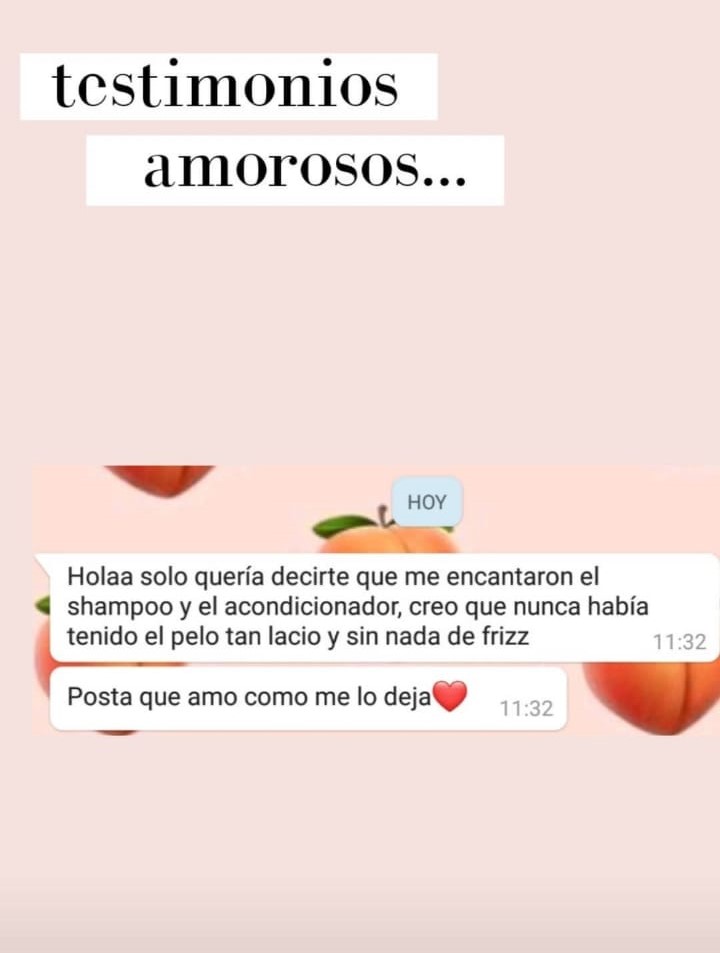 testimonios
amorosos...
HOY
Holaa solo quería decirte que me encantaron el
shampoo y el acondicionador, creo que nunca había
tenido el pelo tan lacio y sin nada de frizz
11:32
Posta que amo como me lo deja❤️
11:32